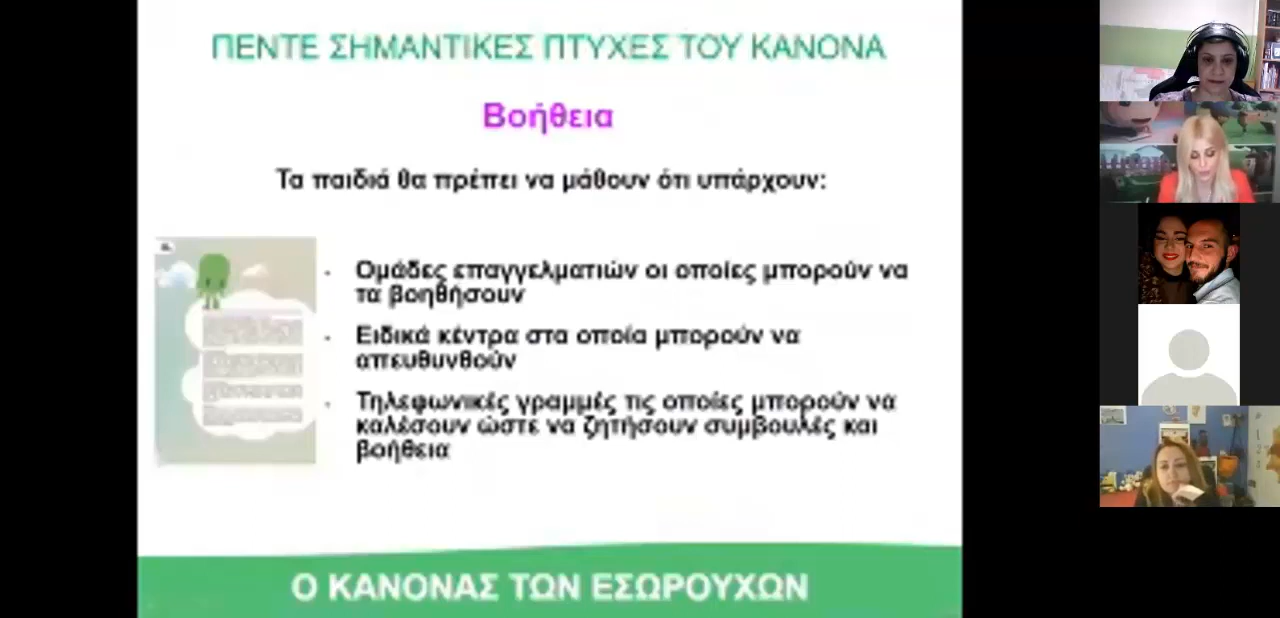 ΠΕΝΤΕ ΣΗΜΑΝΤΙΚΕΣ ΠΤΥΧΕΣ ΤΟΥ ΚΑΝΟΝΑ
Βοήθεια
Τα παιδιά θα πρέπει να μάθουν ότι υπάρχουν:
- Ομάδες επαγγελματιών οι οποίες μπορούν να
τα βοηθήσουν
- Ειδικά κέντρα στα οποία μπορούν να
απευθυνθούν
- Τηλεφωνικές γραμμές τις οποίες μπορούν να
καλέσουν ώστε να ζητήσουν συμβουλές και
βοήθεια
Ο ΚΑΝΟΝΑΣ ΤΩΝ ΕΣΩΡΟΥΧΩΝ